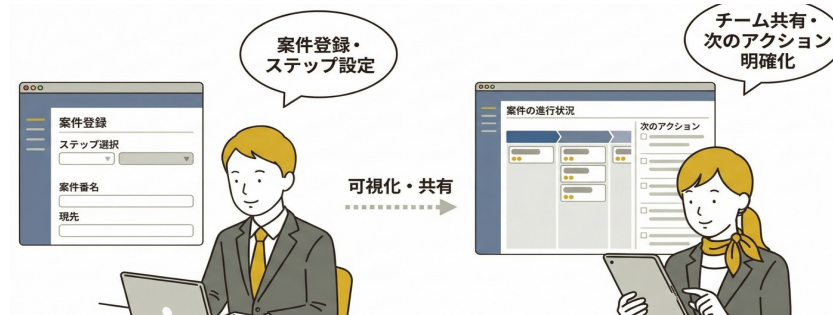 案件登録・
ステップ設定
案件登録
ステップ選択
案件番名
現先
可視化・共有
チーム共有・
次のアクション
明確化
案件の進行状況
次のアクション